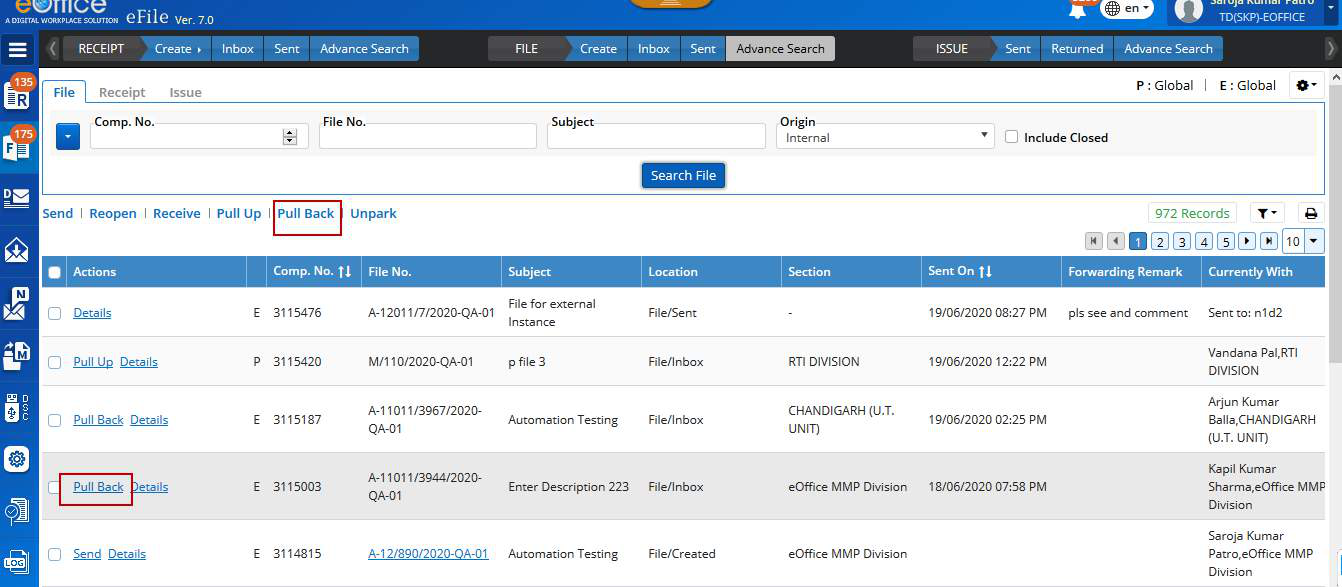 eOffice
A DIGITAL WORKPLACE SOLUTION
eFile Ver. 7.0
en
Saroja Kumar Patro
TD(SKP)-EOFFICE
RECEIPT Create Inbox Sent Advance Search
FILE Create Inbox Sent Advance Search
ISSUE Sent Returned Advance Search
135
R
175
F
D
N
M
DSC
LOG
File Receipt Issue
P : Global | E : Global
Comp. No. File No. Subject Origin
Internal
Include Closed
Search File
Send | Reopen | Receive | Pull Up | Pull Back | Unpark
972 Records
1 2 3 4 5 10
Actions Comp. No. File No. Subject Location Section Sent On Forwarding Remark Currently With
Details E 3115476 A-12011/7/2020-QA-01 File for external File/Sent - 19/06/2020 08:27 PM pls see and comment Sent to: n1d2
Instance
Pull Up Details P 3115420 M/110/2020-QA-01 p file 3 File/Inbox RTI DIVISION 19/06/2020 12:22 PM Vandana Pal,RTI
DIVISION
Pull Back Details E 3115187 A-11011/3967/2020- Automation Testing File/Inbox CHANDIGARH (U.T. 19/06/2020 02:25 PM Arjun Kumar
QA-01 UNIT) Balla,CHANDIGARH
(U.T. UNIT)
Pull Back Details E 3115003 A-11011/3944/2020- Enter Description 223 File/Inbox eOffice MMP Division 18/06/2020 07:58 PM Kapil Kumar
QA-01 Sharma,eOffice MMP
Division
Send Details E 3114815 A-12/890/2020-QA-01 Automation Testing File/Created eOffice MMP Division Saroja Kumar
Patro,eOffice MMP
Division